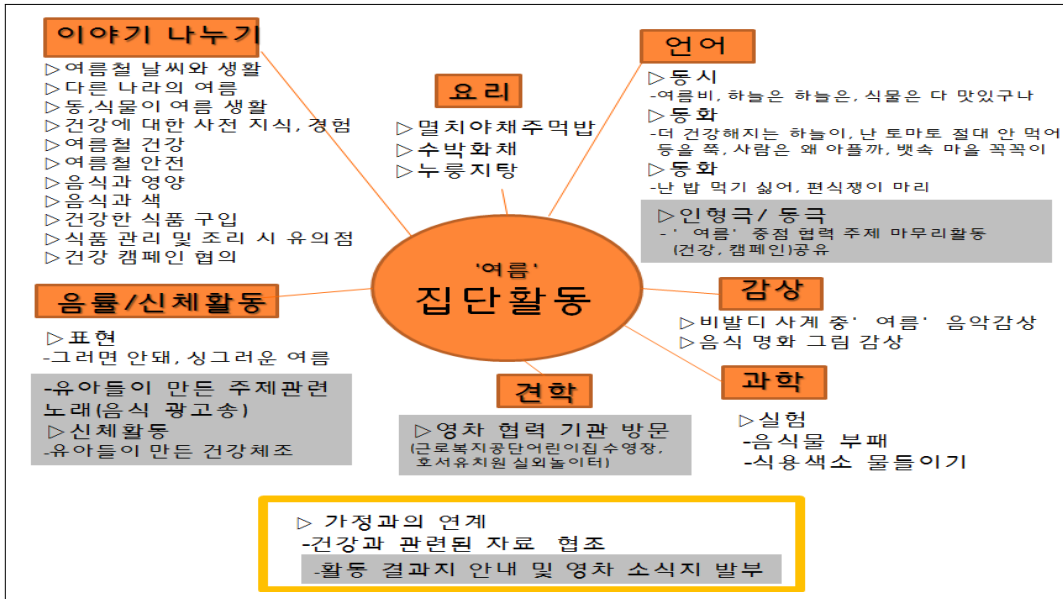 이야기 나누기
▷여름철 날씨와 생활
▷다른 나라의 여름
▷동,식물이 여름 생활
▷건강에 대한 사전 지식, 경험
▷여름철 건강
▷여름철 안전
▷음식과 영양
▷음식과 색
▷건강한 식품 구입
▷식품 관리 및 조리 시 유의점
▷건강 캠페인 협의
요리
▷멸치야채주먹밥
▷수박화채
▷누룽지탕
언어
▷동시
-여름비, 하늘은 하늘은, 식물은 다 맛있구나
▷동화
-더 건강해지는 하늘이, 난 토마토 절대 안 먹어
등을 쭉, 사람은 왜 아플까, 뱃속 마을 꼭꼭이
▷동화
-난 밥 먹기 싫어, 편식쟁이 마리
▷인형극/ 동극
- ' 여름' 중점 협력 주제 마무리활동
(건강, 캠페인)공유
'여름'
집단활동
음률/신체활동
▷표현
-그러면 안돼, 싱그러운 여름
-유아들이 만든 주제관련
노래(음식 광고송)
▷신체활동
-유아들이 만든 건강체조
견학
▷영차 협력 기관 방문
(근로복지공단어린이집 수영장,
호서유치원 실외놀이터)
감상
▷비발디 사계 중' 여름' 음악감상
▷음식 명화 그림 감상
과학
▷실험
-음식물 부패
-식용색소 물들이기
▷ 가정과의 연계
-건강과 관련된 자료 협조
-활동 결과지 안내 및 영차 소식지 발부